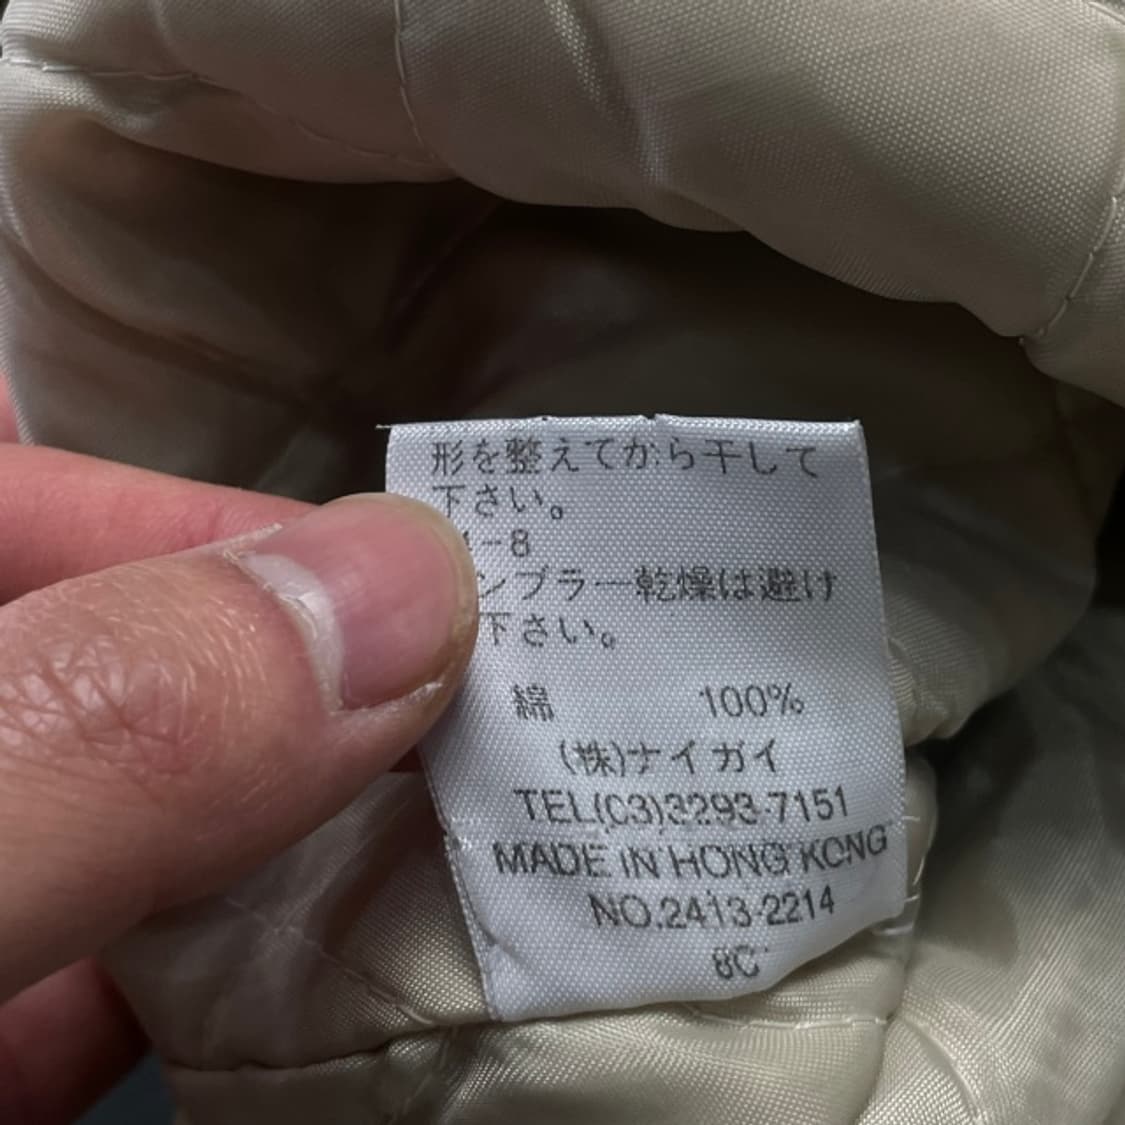 形を整えてから干して
下さい。
-8
ンブラー乾燥は避け
下さい。
綿 100%
(株)ナイガイ
TEL(03)3293-7151
MADE IN HONG KONG
NO.2413-2214
8C